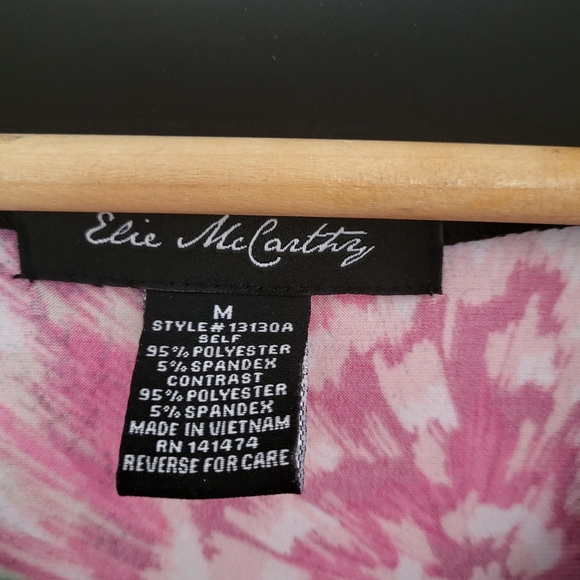 Elie McCarthy
M
STYLE# 13130A
SELF
95% POLYESTER
5% SPANDEX
CONTRAST
95% POLYESTER
5% SPANDEX
MADE IN VIETNAM
RN 141474
REVERSE FOR CARE